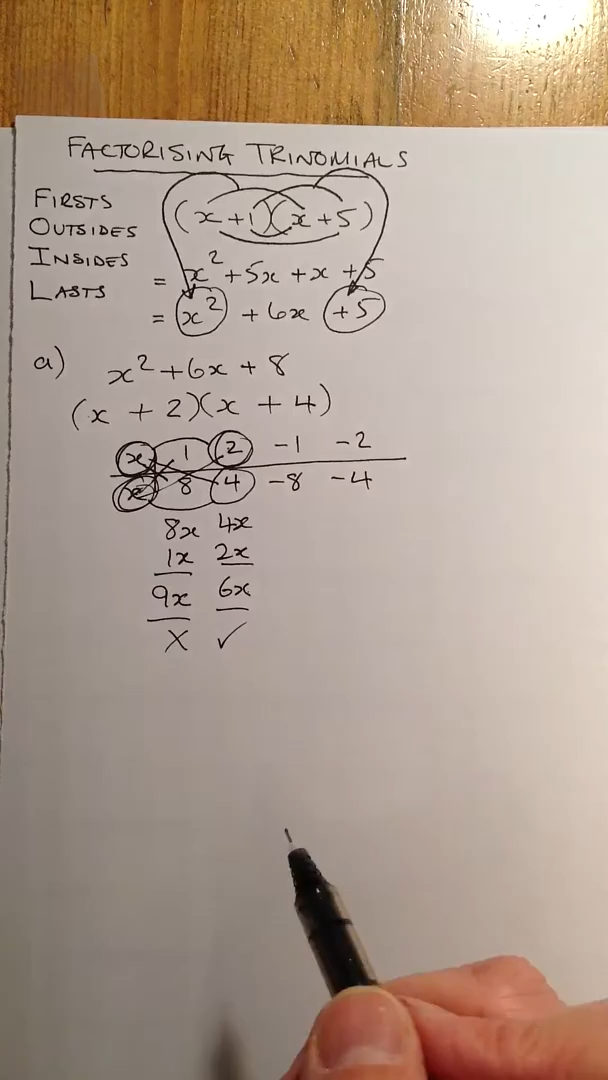 FACTORISING TRINOMIALS
FIRSTS
OUTSIDES
INSIDES
LASTS
(x+1)(x+5)
= x² +5x +x +5
= x² + 6x +5
a) x² + 6x + 8
(x + 2)(x + 4)
x 1 2 -1 -2
x 8 4 -8 -4
8x 4x
1x 2x
9x 6x
X ✓